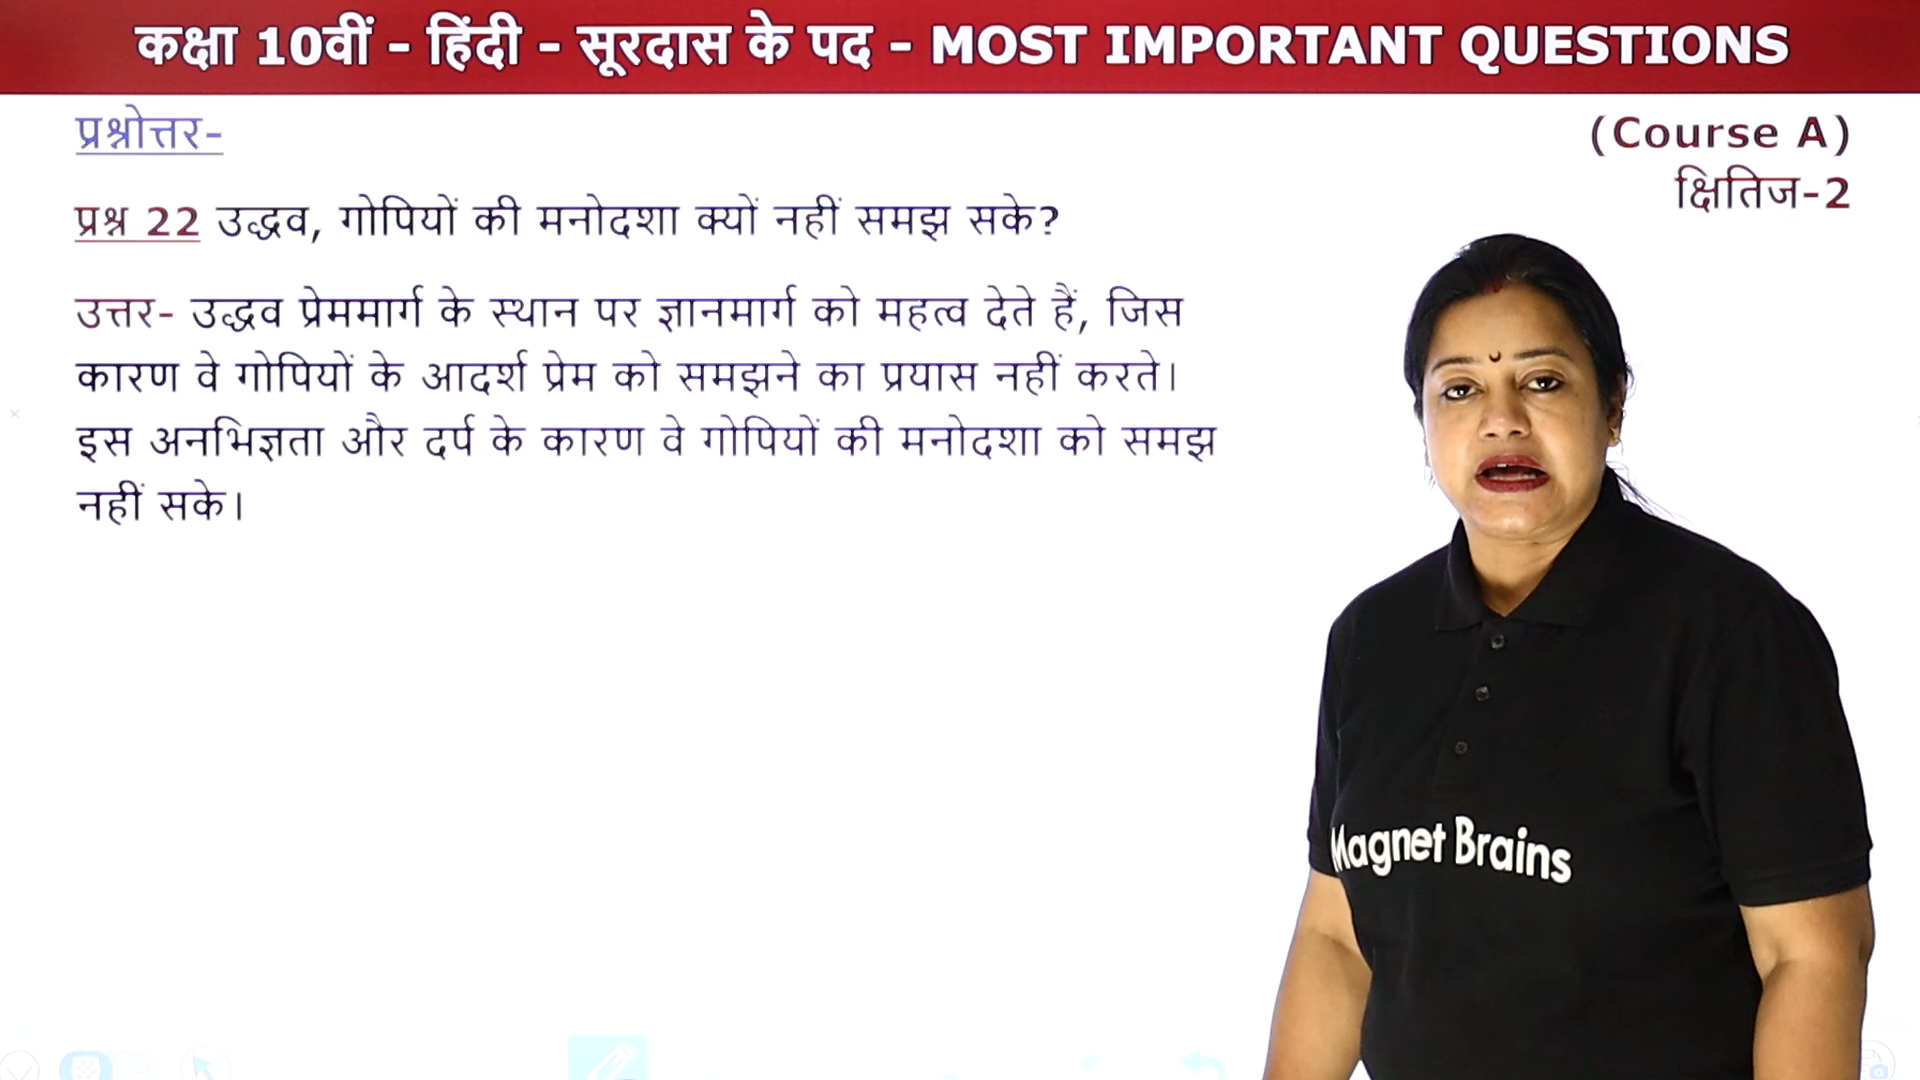 कक्षा 10वीं - हिंदी - सूरदास के पद - MOST IMPORTANT QUESTIONS
प्रश्नोत्तर-
(Course A)
क्षितिज-2
प्रश्न 22 उद्धव, गोपियों की मनोदशा क्यों नहीं समझ सके?
उत्तर- उद्धव प्रेममार्ग के स्थान पर ज्ञानमार्ग को महत्व देते हैं, जिस
कारण वे गोपियों के आदर्श प्रेम को समझने का प्रयास नहीं करते।
इस अनभिज्ञता और दर्प के कारण वे गोपियों की मनोदशा को समझ
नहीं सके।
Magnet Brains